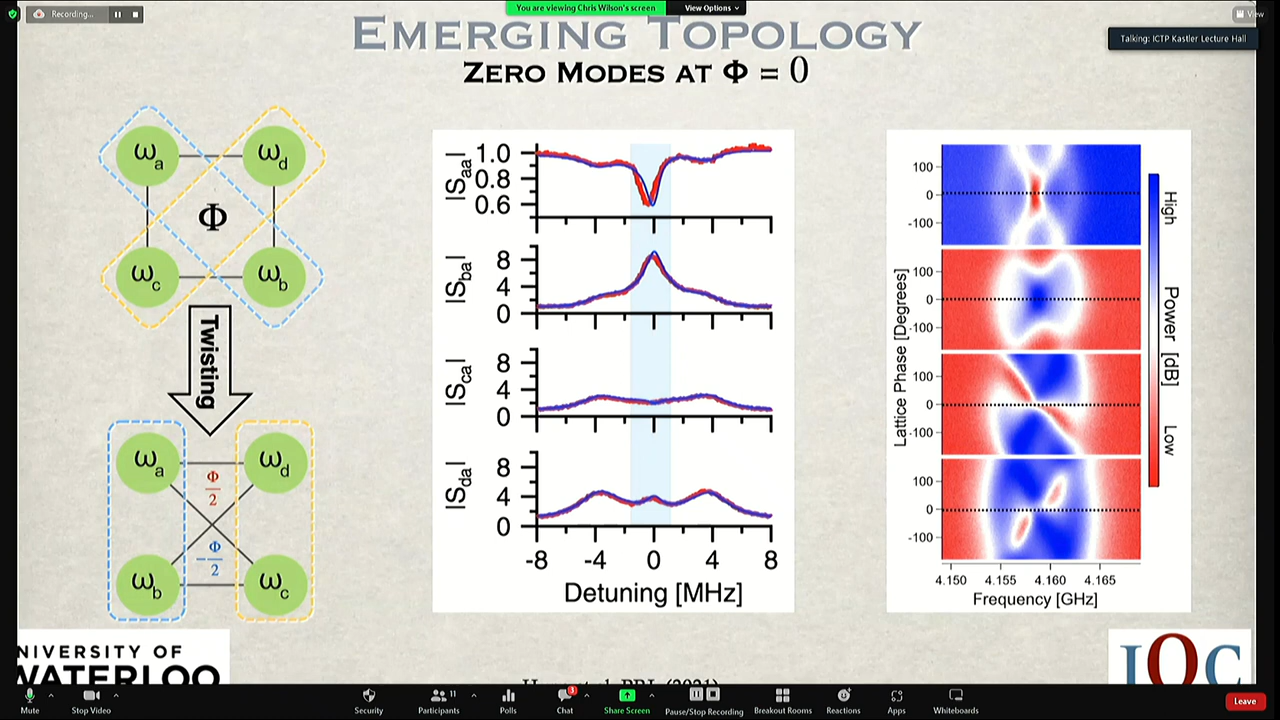 Recording...
You are viewing Chris Wilson's screen
View Options
View
Talking: ICTP Kastler Lecture Hall
EMERGING TOPOLOGY
ZERO MODES AT Φ = 0
ωa
ωd
Φ
ωc
ωb
Twisting
ωa
ωd
Φ/2
-Φ/2
ωb
ωc
|Saa|
1.0
0.8
0.6
|Sba|
8
4
0
|Sca|
8
4
0
|Sda|
8
4
0
-8 -4 0 4 8
Detuning [MHz]
Lattice Phase [Degrees]
100
0
-100
100
0
-100
100
0
-100
100
0
-100
4.150 4.155 4.160 4.165
Frequency [GHz]
High
Power [dB]
Low
NIVERSITY OF
WATERLOO
PRL (2021)
IQC
Mute
Stop Video
Security
11
Participants
Polls
3
Chat
Share Screen
Pause/Stop Recording
Breakout Rooms
Reactions
Apps
Whiteboards
Leave